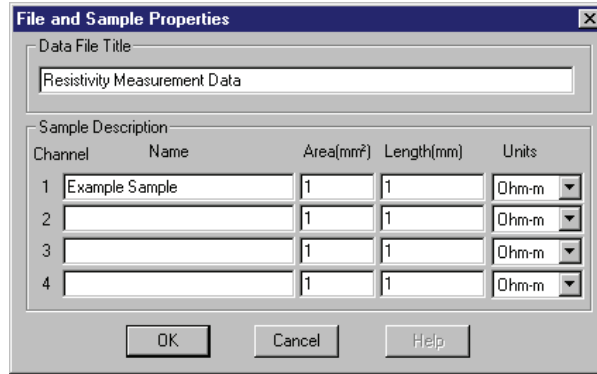 File and Sample Properties
Data File Title
Resistivity Measurement Data
Sample Description
Channel Name Area(mm²) Length(mm) Units
1 Example Sample 1 1 Ohm-m
2 1 1 Ohm-m
3 1 1 Ohm-m
4 1 1 Ohm-m
OK Cancel Help